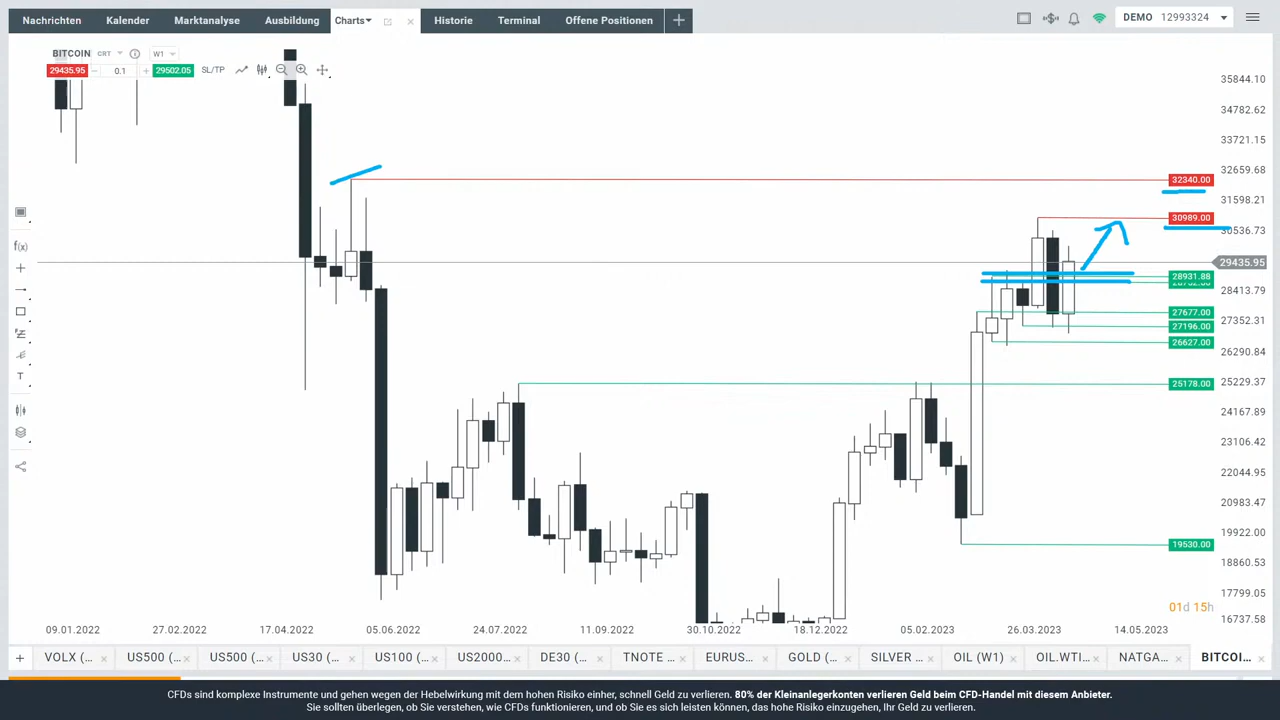 Nachrichten Kalender Marktanalyse Ausbildung Charts Historie Terminal Offene Positionen DEMO 12993324
BITCOIN CRT W1
29435.95 0.1 29502.05 SL/TP
35844.10
34782.62
33721.15
32659.68
32340.00
31598.21
30989.00
30536.73
29435.95
28931.88
28413.79
27677.00
27352.31
27196.00
26627.00
26290.84
25229.37
25178.00
24167.89
23106.42
22044.95
20983.47
19922.00
19530.00
18860.53
17799.05
16737.58
f(x)
T
01d 15h
09.01.2022 27.02.2022 17.04.2022 05.06.2022 24.07.2022 11.09.2022 30.10.2022 18.12.2022 05.02.2023 26.03.2023 14.05.2023
VOLX (... US500 (... US500 (... US30 (... US100 (... US2000... DE30 (... TNOTE ... EURUS... GOLD (... SILVER ... OIL (W1) OIL.WTI... NATGA... BITCOI...
CFDs sind komplexe Instrumente und gehen wegen der Hebelwirkung mit dem hohen Risiko einher, schnell Geld zu verlieren. 80% der Kleinanlegerkonten verlieren Geld beim CFD-Handel mit diesem Anbieter.
Sie sollten überlegen, ob Sie verstehen, wie CFDs funktionieren, und ob Sie es sich leisten können, das hohe Risiko einzugehen, Ihr Geld zu verlieren.